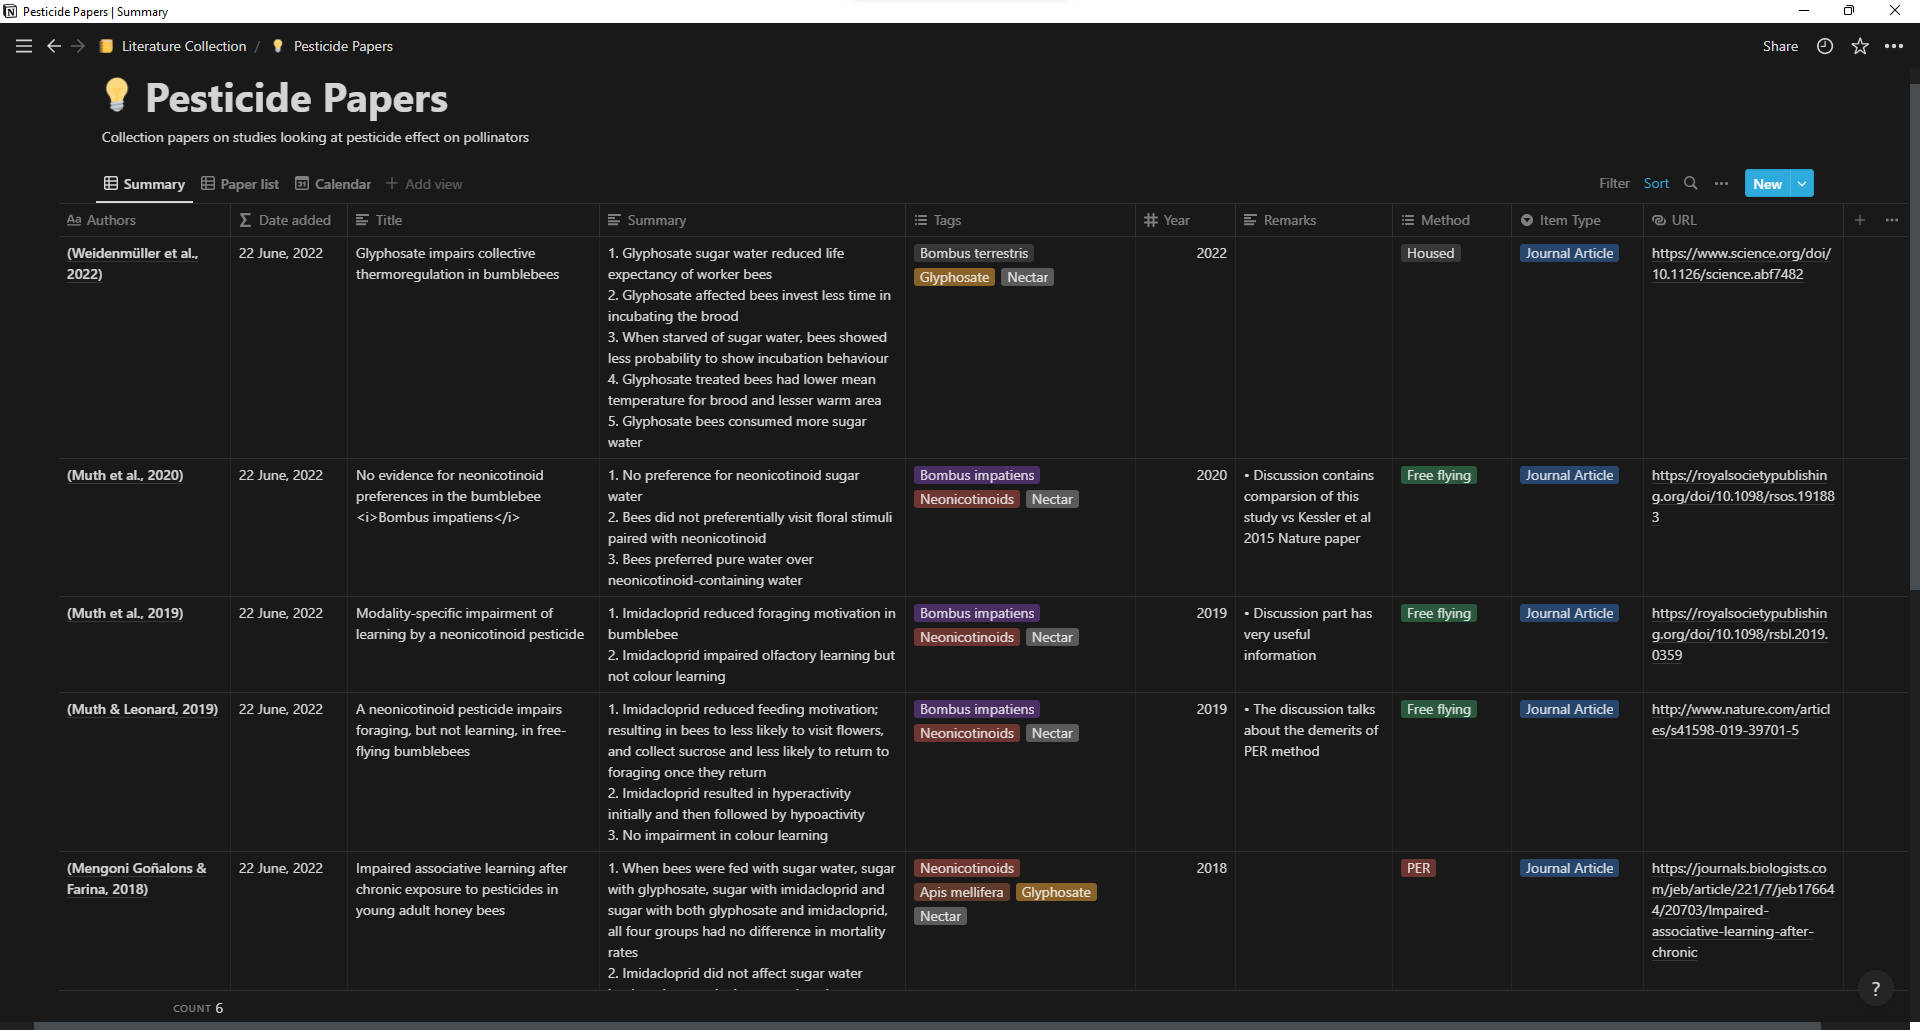 Pesticide Papers | Summary
Literature Collection / Pesticide Papers
Share
Pesticide Papers
Collection papers on studies looking at pesticide effect on pollinators
Summary Paper list Calendar + Add view
Filter Sort New
Aa Authors Date added Title Summary Tags Year Remarks Method Item Type URL
(Weidenmüller et al.,
2022)
22 June, 2022
Glyphosate impairs collective
thermoregulation in bumblebees
1. Glyphosate sugar water reduced life
expectancy of worker bees
2. Glyphosate affected bees invest less time in
incubating the brood
3. When starved of sugar water, bees showed
less probability to show incubation behaviour
4. Glyphosate treated bees had lower mean
temperature for brood and lesser warm area
5. Glyphosate bees consumed more sugar
water
Bombus terrestris
Glyphosate Nectar
2022
Housed
Journal Article
https://www.science.org/doi/
10.1126/science.abf7482
(Muth et al., 2020)
22 June, 2022
No evidence for neonicotinoid
preferences in the bumblebee
<i>Bombus impatiens</i>
1. No preference for neonicotinoid sugar
water
2. Bees did not preferentially visit floral stimuli
paired with neonicotinoid
3. Bees preferred pure water over
neonicotinoid-containing water
Bombus impatiens
Neonicotinoids Nectar
2020
• Discussion contains
comparsion of this
study vs Kessler et al
2015 Nature paper
Free flying
Journal Article
https://royalsocietypublishin
g.org/doi/10.1098/rsos.19188
3
(Muth et al., 2019)
22 June, 2022
Modality-specific impairment of
learning by a neonicotinoid pesticide
1. Imidacloprid reduced foraging motivation in
bumblebee
2. Imidacloprid impaired olfactory learning but
not colour learning
Bombus impatiens
Neonicotinoids Nectar
2019
• Discussion part has
very useful
information
Free flying
Journal Article
https://royalsocietypublishin
g.org/doi/10.1098/rsbl.2019.
0359
(Muth & Leonard, 2019)
22 June, 2022
A neonicotinoid pesticide impairs
foraging, but not learning, in free-
flying bumblebees
1. Imidacloprid reduced feeding motivation;
resulting in bees to less likely to visit flowers,
and collect sucrose and less likely to return to
foraging once they return
2. Imidacloprid resulted in hyperactivity
initially and then followed by hypoactivity
3. No impairment in colour learning
Bombus impatiens
Neonicotinoids Nectar
2019
• The discussion talks
about the demerits of
PER method
Free flying
Journal Article
http://www.nature.com/articl
es/s41598-019-39701-5
(Mengoni Goñalons &
Farina, 2018)
22 June, 2022
Impaired associative learning after
chronic exposure to pesticides in
young adult honey bees
1. When bees were fed with sugar water, sugar
with glyphosate, sugar with imidacloprid and
sugar with both glyphosate and imidacloprid,
all four groups had no difference in mortality
rates
2. Imidacloprid did not affect sugar water
Neonicotinoids
Apis mellifera Glyphosate
Nectar
2018
PER
Journal Article
https://journals.biologists.co
m/jeb/article/221/7/jeb17664
4/20703/Impaired-
associative-learning-after-
chronic
COUNT 6
?